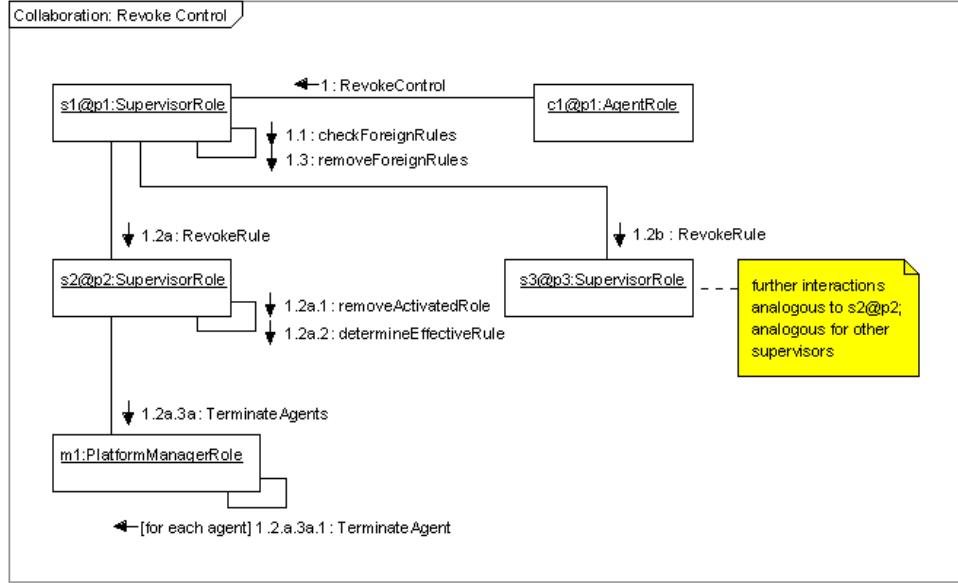 Collaboration: Revoke Control
1: RevokeControl
s1@p1:SupervisorRole
c1@p1:AgentRole
1.1: checkForeignRules
1.3: removeForeignRules
1.2a: RevokeRule
1.2b : RevokeRule
s2@p2:SupervisorRole
s3@p3:SupervisorRole
further interactions
analogous to s2@p2;
analogous for other
supervisors
1.2a.1: removeActivatedRole
1.2a.2: determineEffectiveRule
1.2a.3a: TerminateAgents
m1:PlatformManagerRole
[for each agent] 1.2.a.3a.1: TerminateAgent